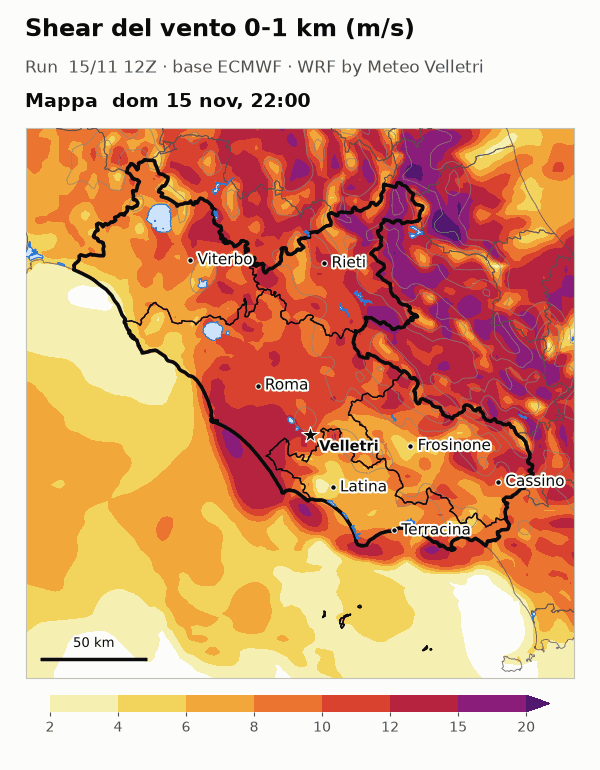 Shear del vento 0-1 km (m/s)
Run  15/11 12Z · base ECMWF · WRF by Meteo Velletri
Mappa  dom 15 nov, 22:00
Viterbo
Rieti
Roma
Velletri
Frosinone
Latina
Cassino
Terracina
50 km
2 4 6 8 10 12 15 20